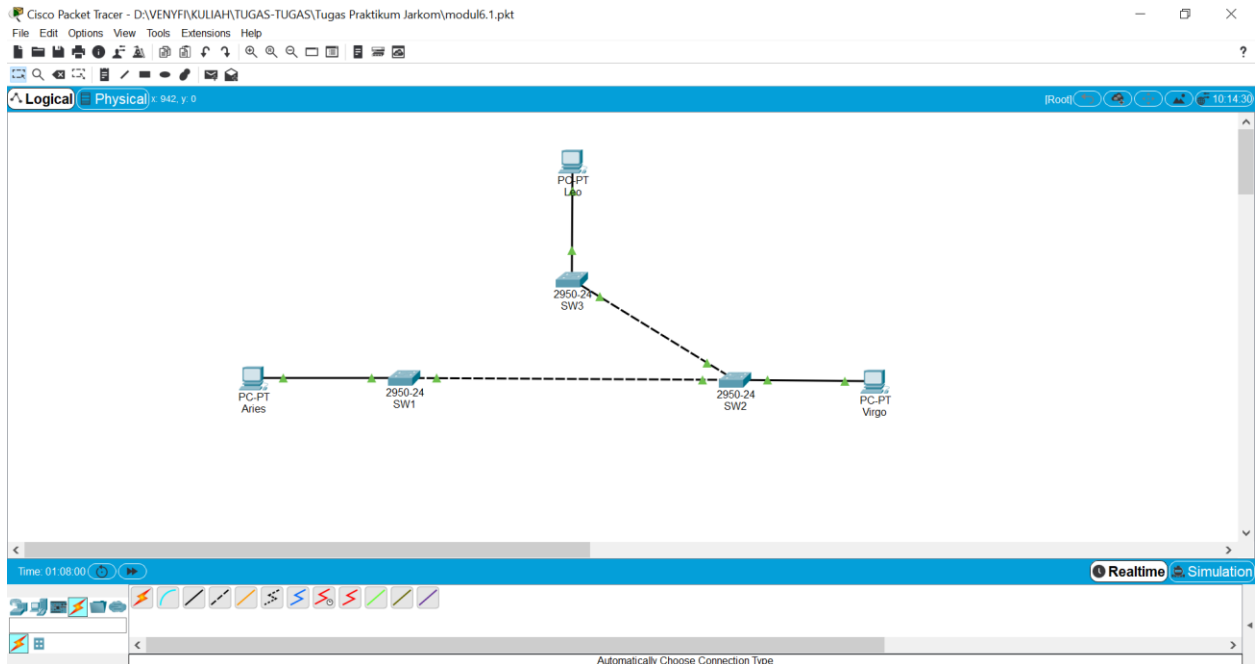 Cisco Packet Tracer - D:\VENYFI\KULIAH\TUGAS-TUGAS\Tugas Praktikum Jarkom\modul6.1.pkt
File Edit Options View Tools Extensions Help
?
Logical Physical x: 942, y: 0 [Root] 10:14:30
PC-PT
Leo
2950-24
SW3
PC-PT
Aries
2950-24
SW1
2950-24
SW2
PC-PT
Virgo
Time: 01:08:00 Realtime Simulation
Automatically Choose Connection Type